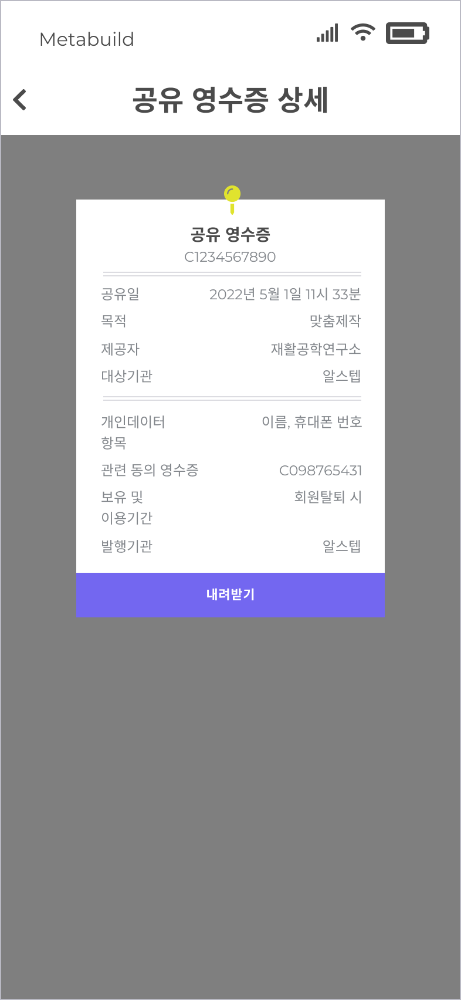 Metabuild
공유 영수증 상세
공유 영수증
C1234567890
공유일 2022년 5월 1일 11시 33분
목적 맞춤제작
제공자 재활공학연구소
대상기관 알스텝
개인데이터 이름, 휴대폰 번호
항목
관련 동의 영수증 C098765431
보유 및 회원탈퇴 시
이용기간
발행기관 알스텝
내려받기